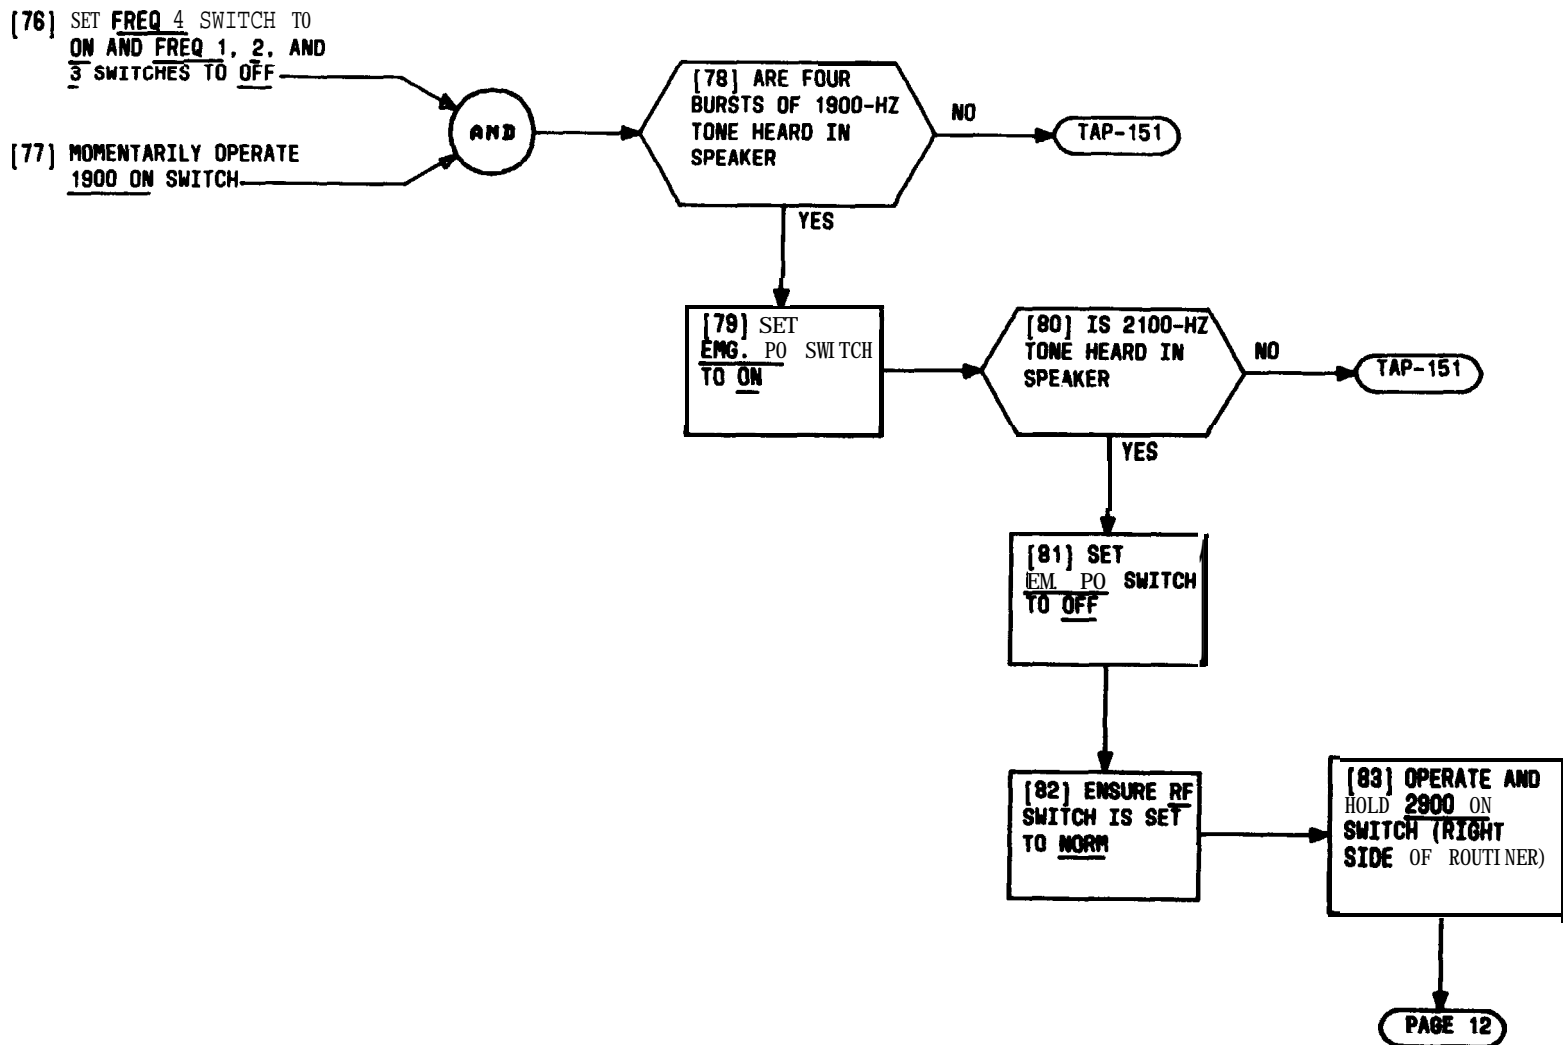 [76] SET FREQ 4 SWITCH TO
ON AND FREQ 1, 2, AND
3 SWITCHES TO OFF
[77] MOMENTARILY OPERATE
1900 ON SWITCH
AND
[78] ARE FOUR
BURSTS OF 1900-HZ
TONE HEARD IN
SPEAKER
NO
TAP-151
YES
[79] SET
EMG. PO SWITCH
TO ON
[80] IS 2100-HZ
TONE HEARD IN
SPEAKER
NO
TAP-151
YES
[81] SET
EM. PO SWITCH
TO OFF
[82] ENSURE RF
SWITCH IS SET
TO NORM
[83] OPERATE AND
HOLD 2900 ON
SWITCH (RIGHT
SIDE OF ROUTINER)
PAGE 12